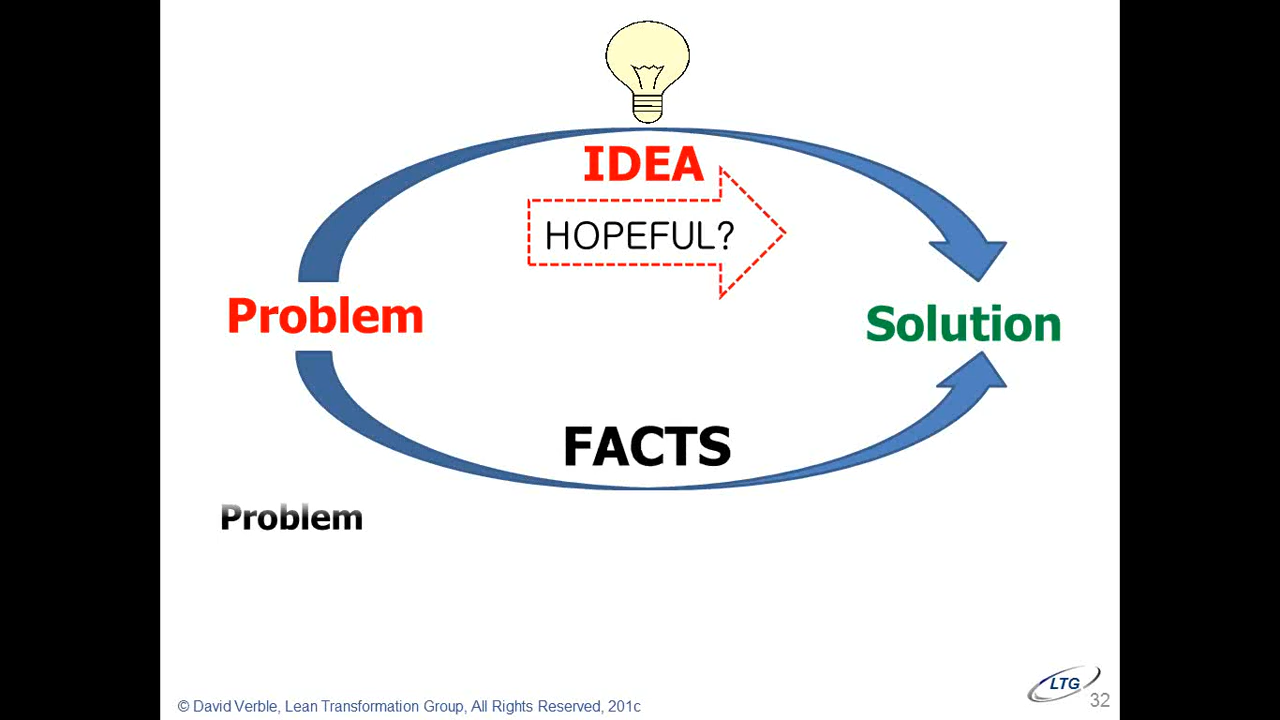 IDEA
HOPEFUL?
Problem
Solution
FACTS
Problem
© David Verble, Lean Transformation Group, All Rights Reserved, 201c
LTG
32